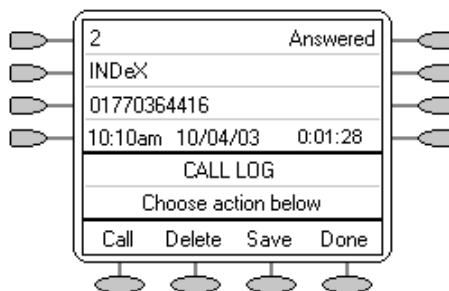 2 Answered
INDeX
01770364416
10:10am 10/04/03 0:01:28
CALL LOG
Choose action below
Call Delete Save Done